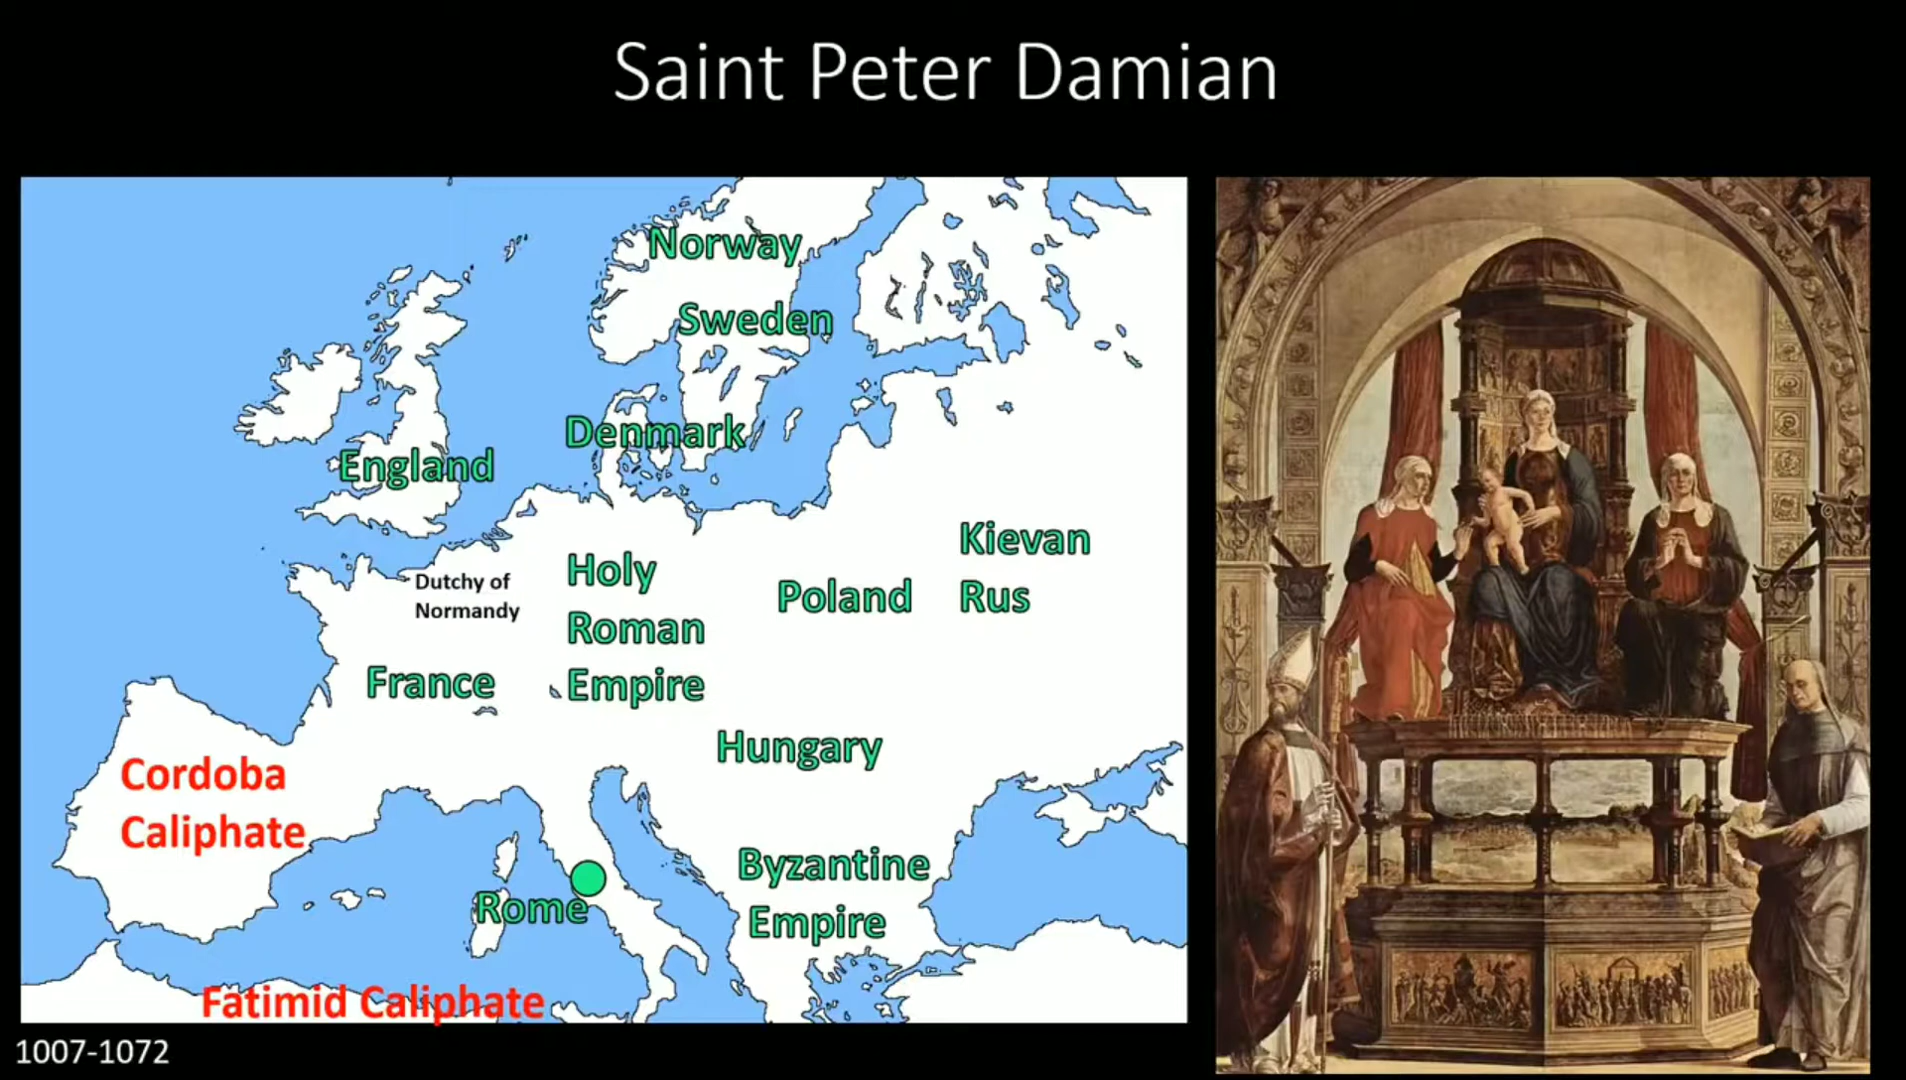 Saint Peter Damian
Norway
Sweden
Denmark
England
Dutchy of
Normandy
Holy
Roman
Empire
Poland
Kievan
Rus
France
Hungary
Cordoba
Caliphate
Rome
Byzantine
Empire
Fatimid Caliphate
1007-1072